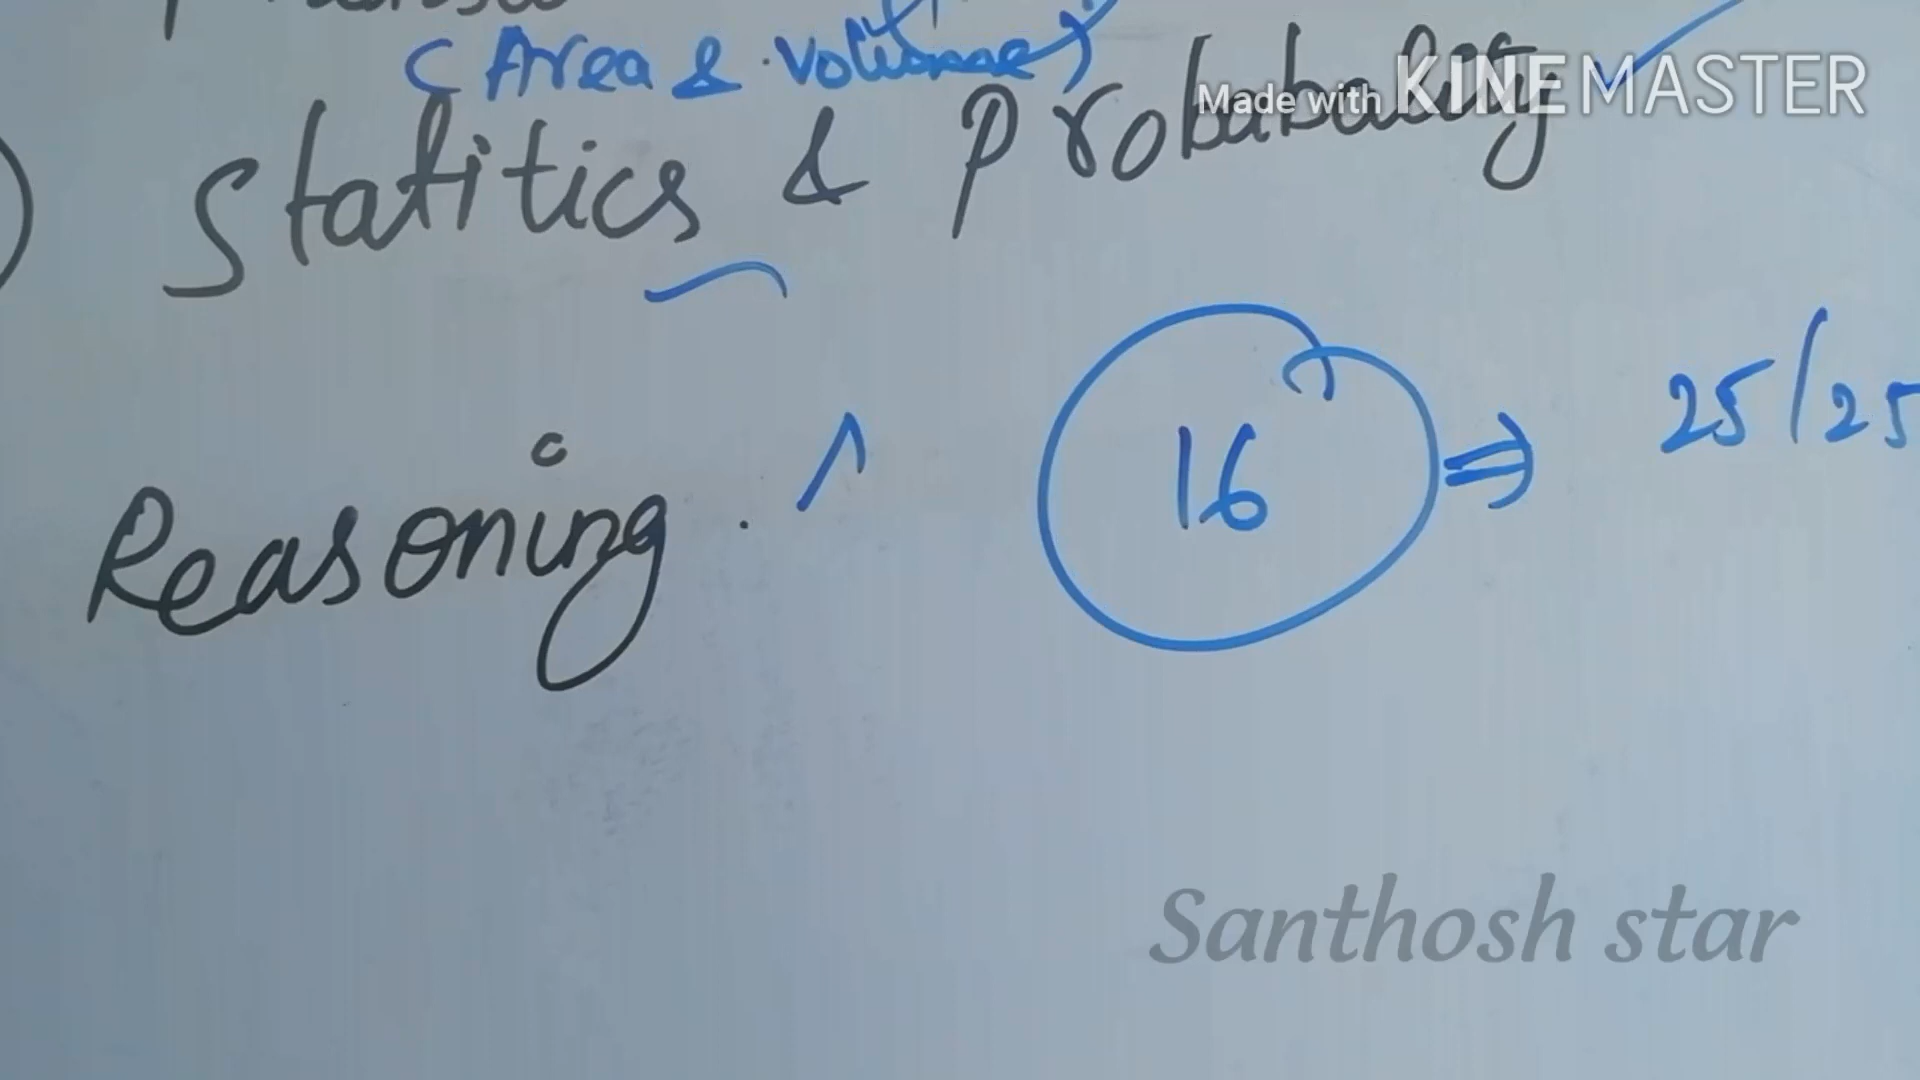 (Area & Volume)
Statitics & Probabality
Made with KINEMASTER
16 ⇒ 25/25
Reasoning.
Santhosh star